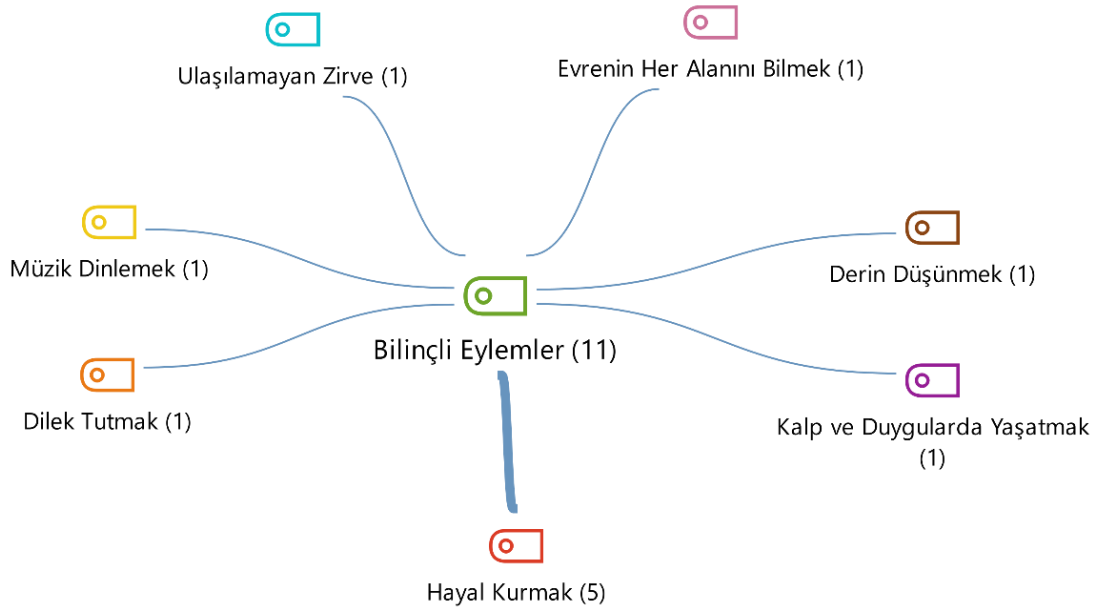 Ulaşılamayan Zirve (1)
Evrenin Her Alanını Bilmek (1)
Müzik Dinlemek (1)
Derin Düşünmek (1)
Bilinçli Eylemler (11)
Dilek Tutmak (1)
Kalp ve Duygularda Yaşatmak
(1)
Hayal Kurmak (5)